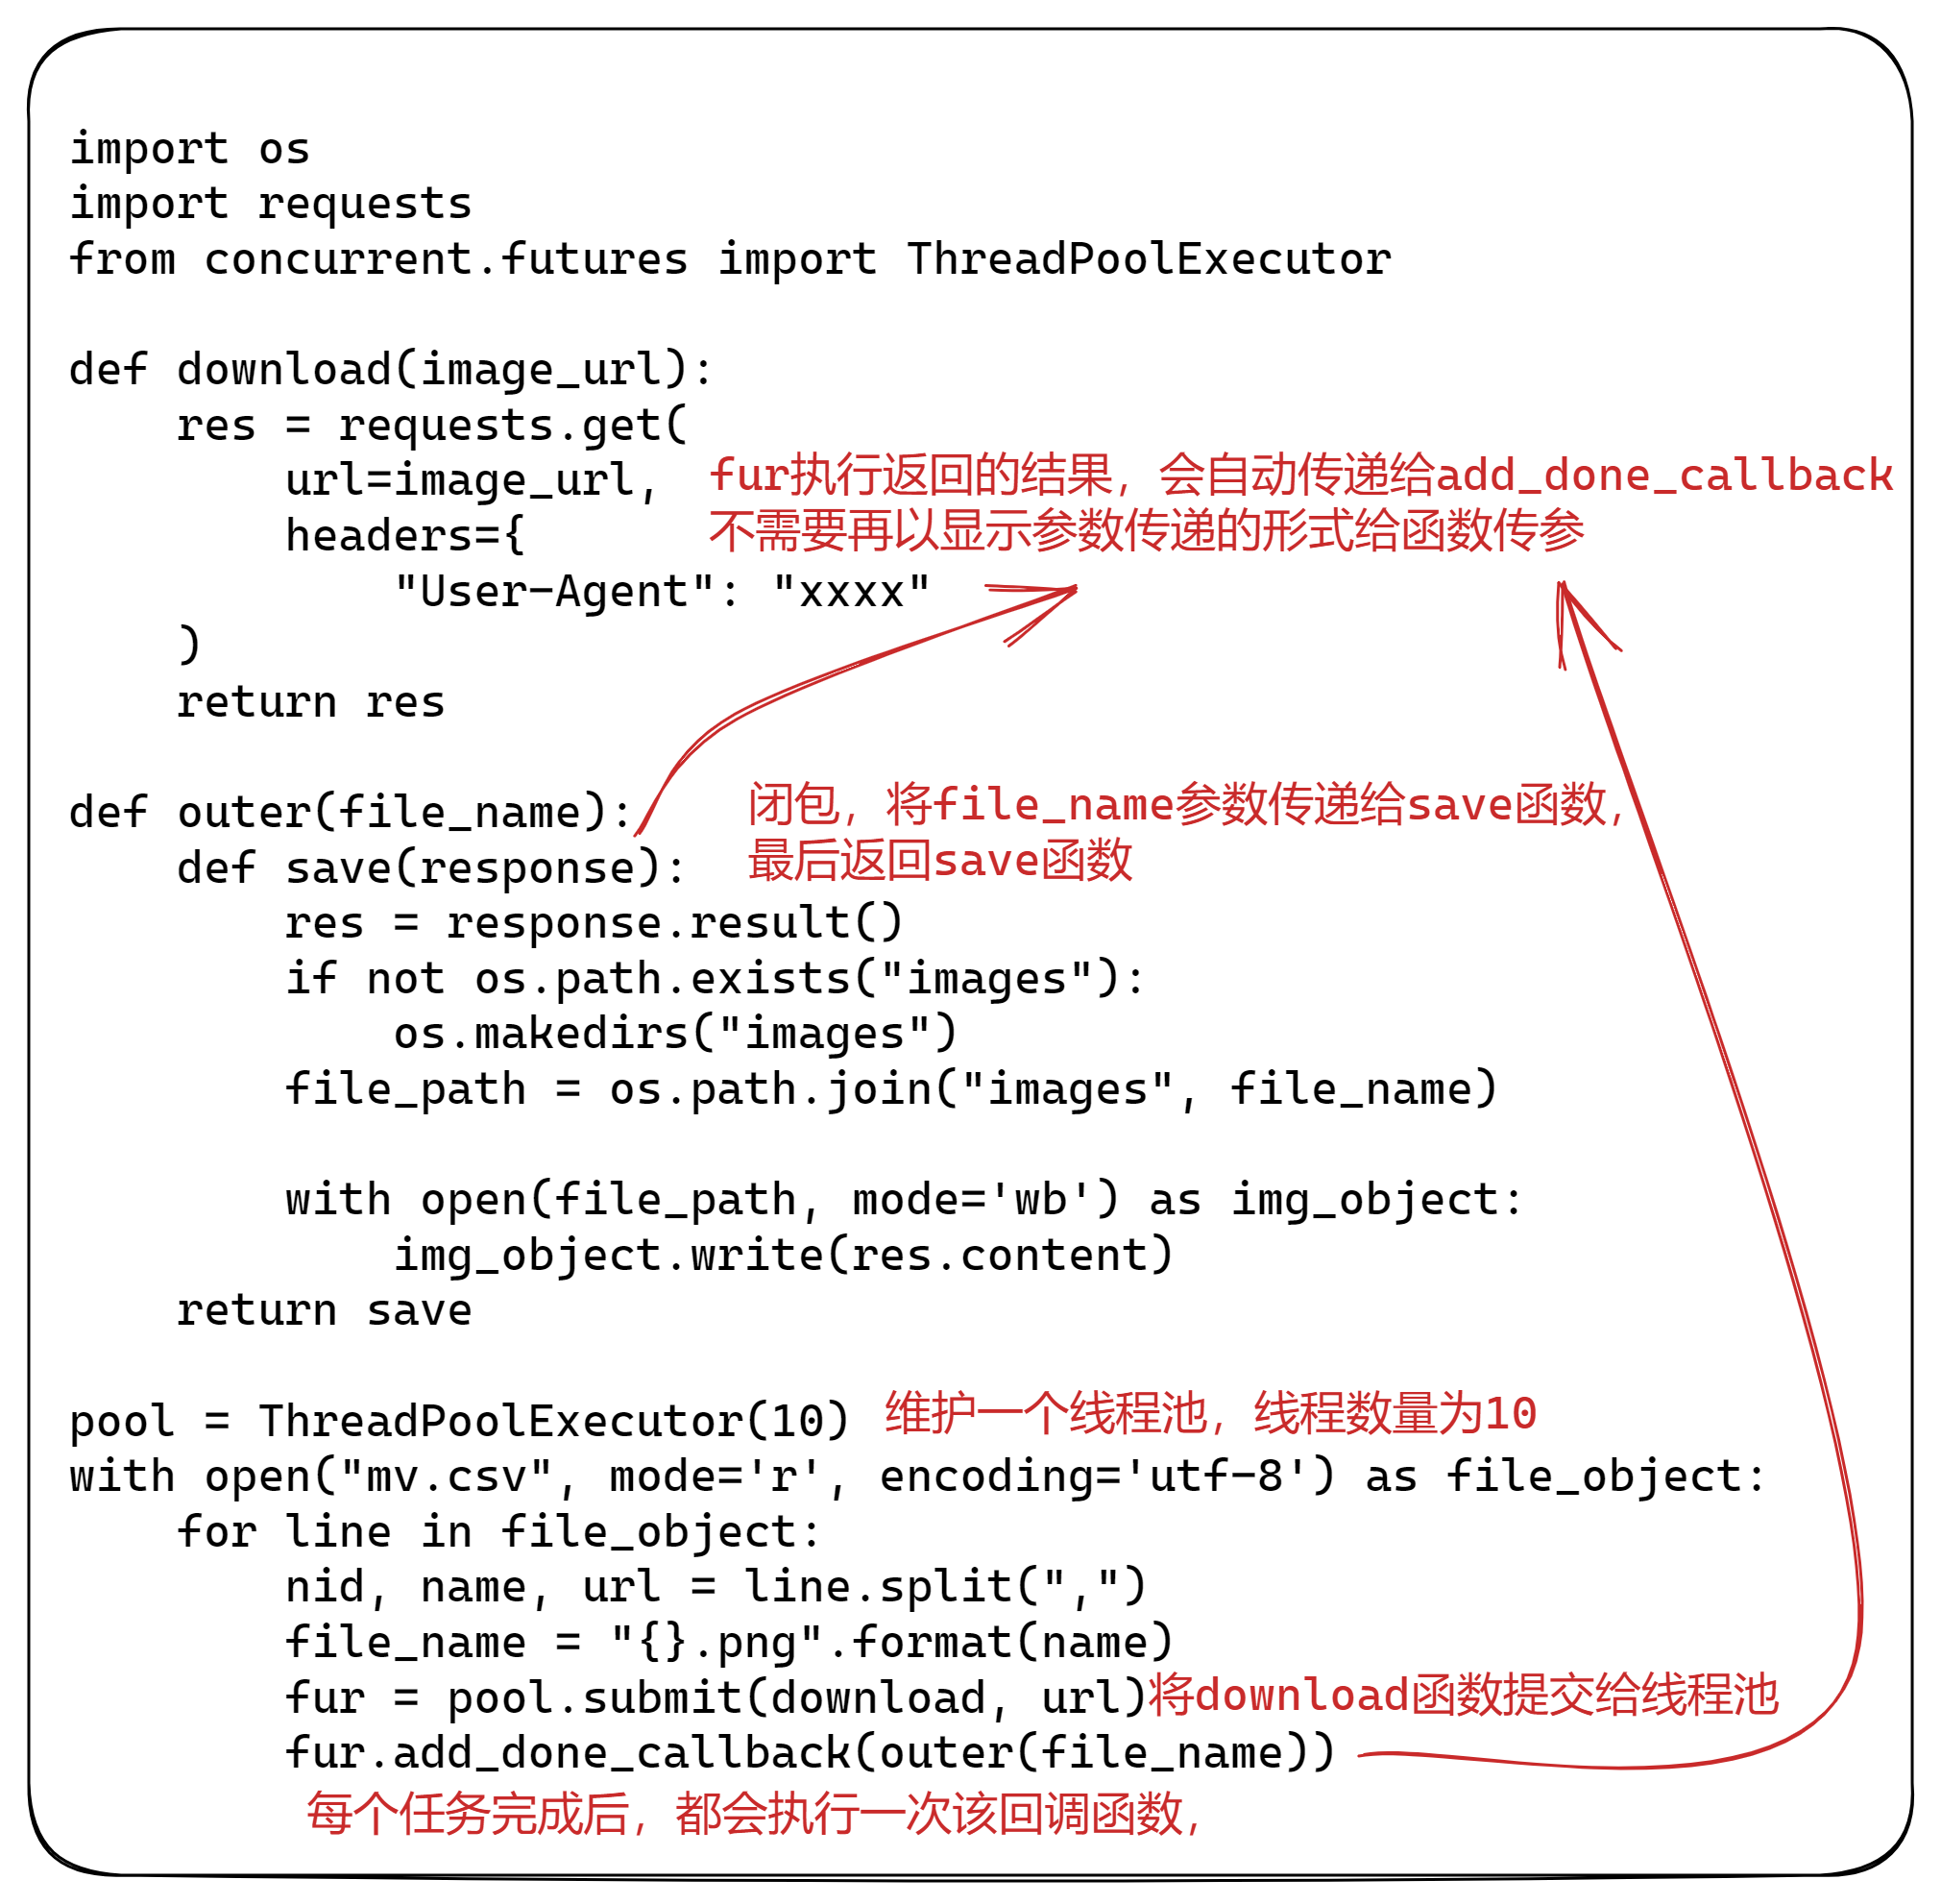 import os
import requests
from concurrent.futures import ThreadPoolExecutor
def download(image_url):
    res = requests.get(
        url=image_url,
fur执行返回的结果，会自动传递给add_done_callback
        headers={
不需要再以显示参数传递的形式给函数传参
            "User-Agent": "xxxx"
    )
    return res
def outer(file_name):
闭包，将file_name参数传递给save函数，
    def save(response):
最后返回save函数
        res = response.result()
        if not os.path.exists("images"):
            os.makedirs("images")
        file_path = os.path.join("images", file_name)
        with open(file_path, mode='wb') as img_object:
            img_object.write(res.content)
    return save
pool = ThreadPoolExecutor(10) 维护一个线程池，线程数量为10
with open("mv.csv", mode='r', encoding='utf-8') as file_object:
    for line in file_object:
        nid, name, url = line.split(",")
        file_name = "{}.png".format(name)
        fur = pool.submit(download, url)将download函数提交给线程池
        fur.add_done_callback(outer(file_name))
每个任务完成后，都会执行一次该回调函数，